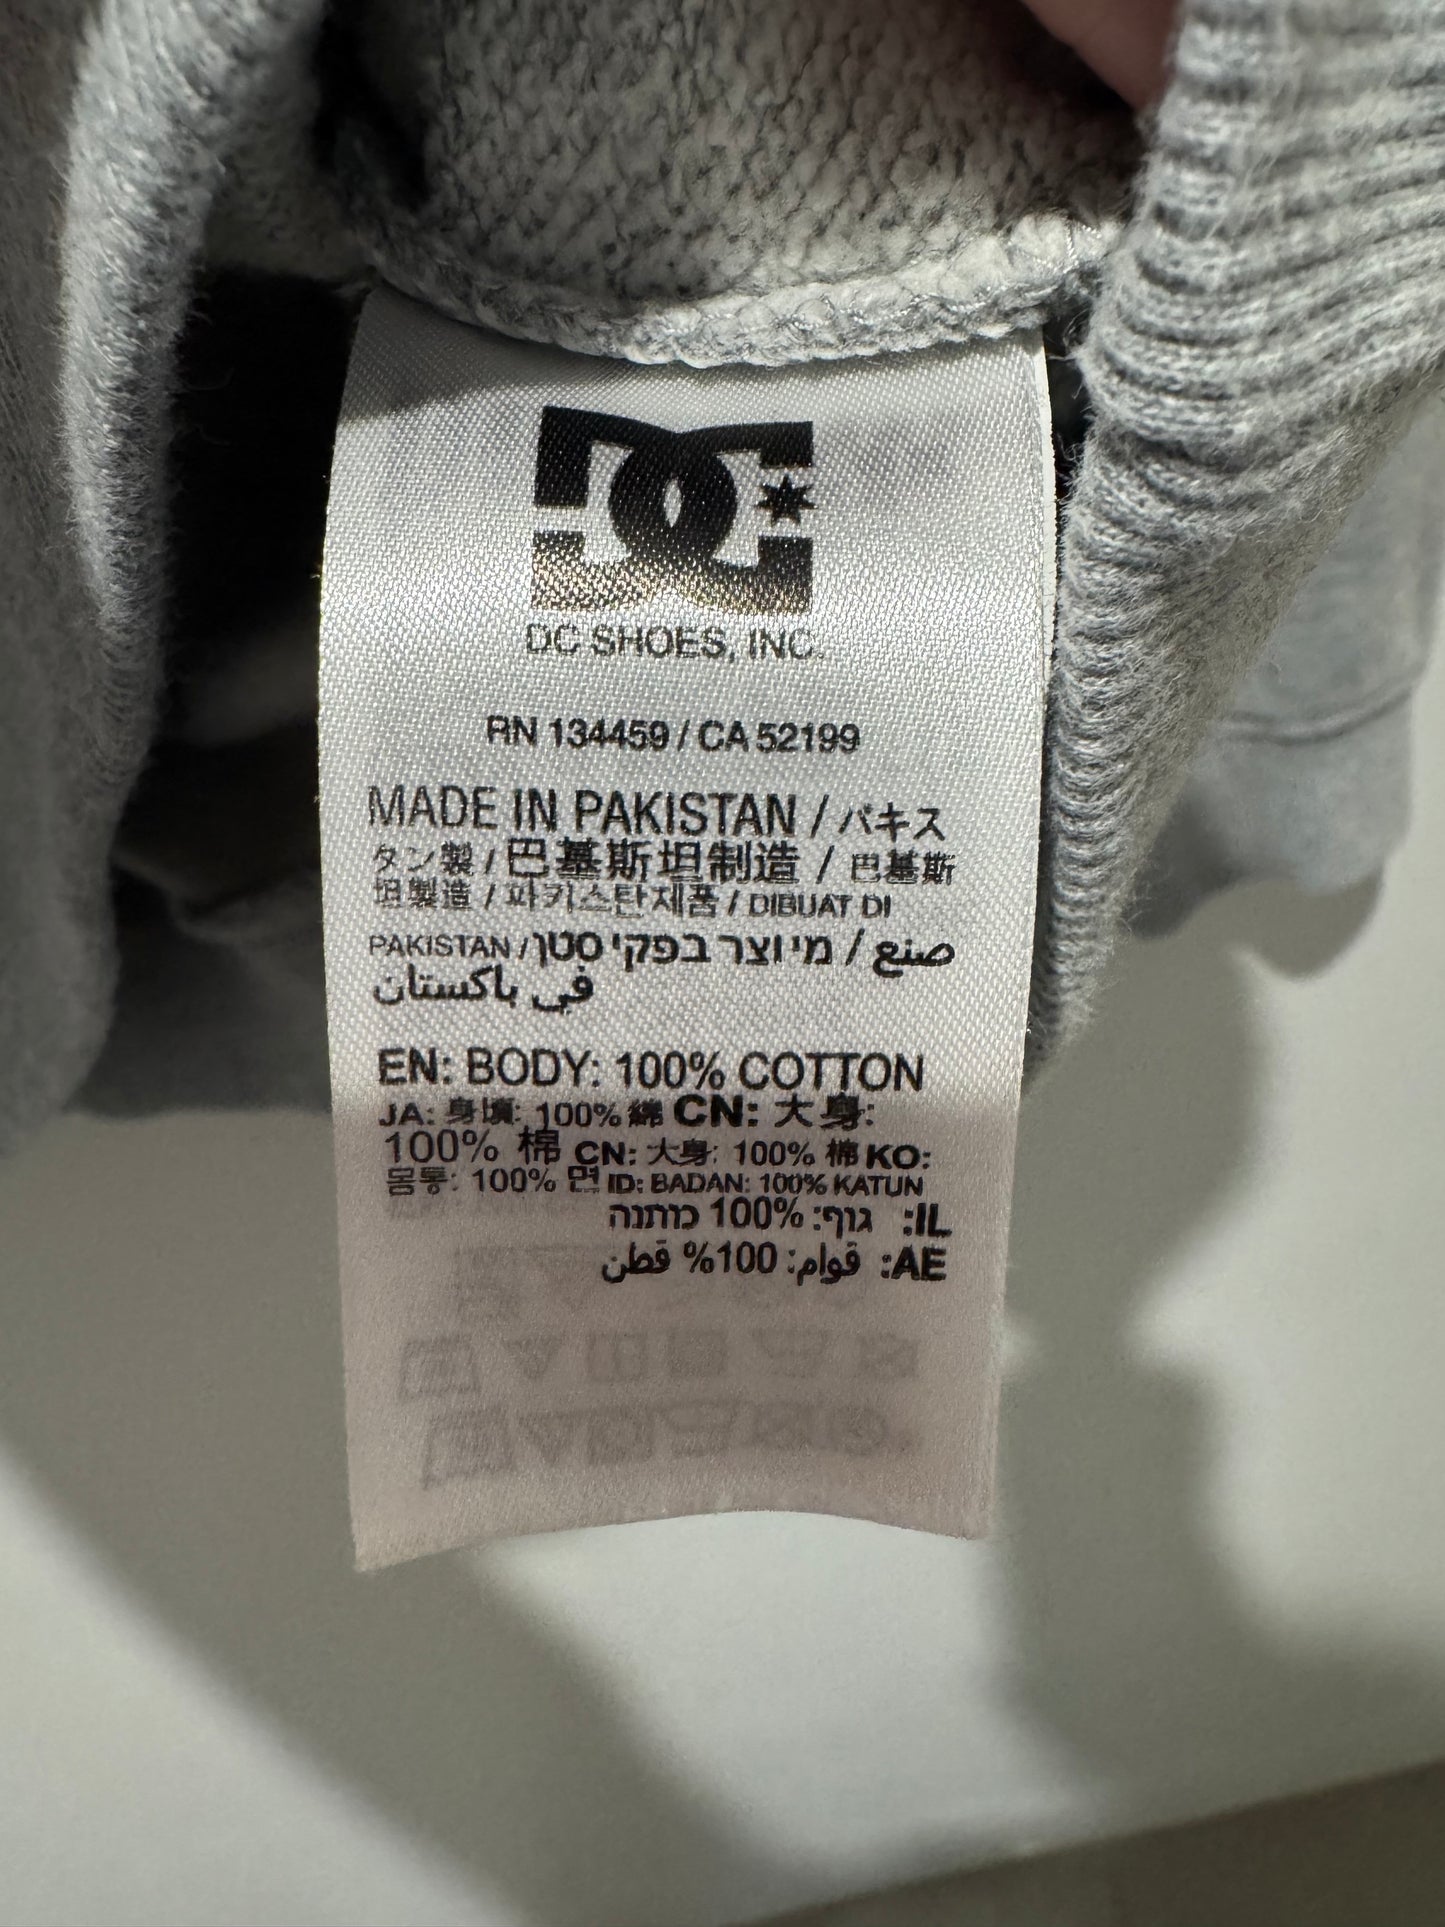 DC
DC SHOES, INC.
RN 134459 / CA 52199
MADE IN PAKISTAN / パキス
タン製 / 巴基斯坦制造 / 巴基斯
坦製造 / 파키스탄제품 / DIBUAT DI
PAKISTAN / מיוצר בפקיסטן / صنع
في باكستان
EN: BODY: 100% COTTON
JA: 身頃: 100% 綿 CN: 大身:
100% 棉 CN: 大身: 100% 棉 KO:
몸통: 100% 면 ID: BADAN: 100% KATUN
IL: גוף: 100% כותנה
AE: قوام: 100% قطن